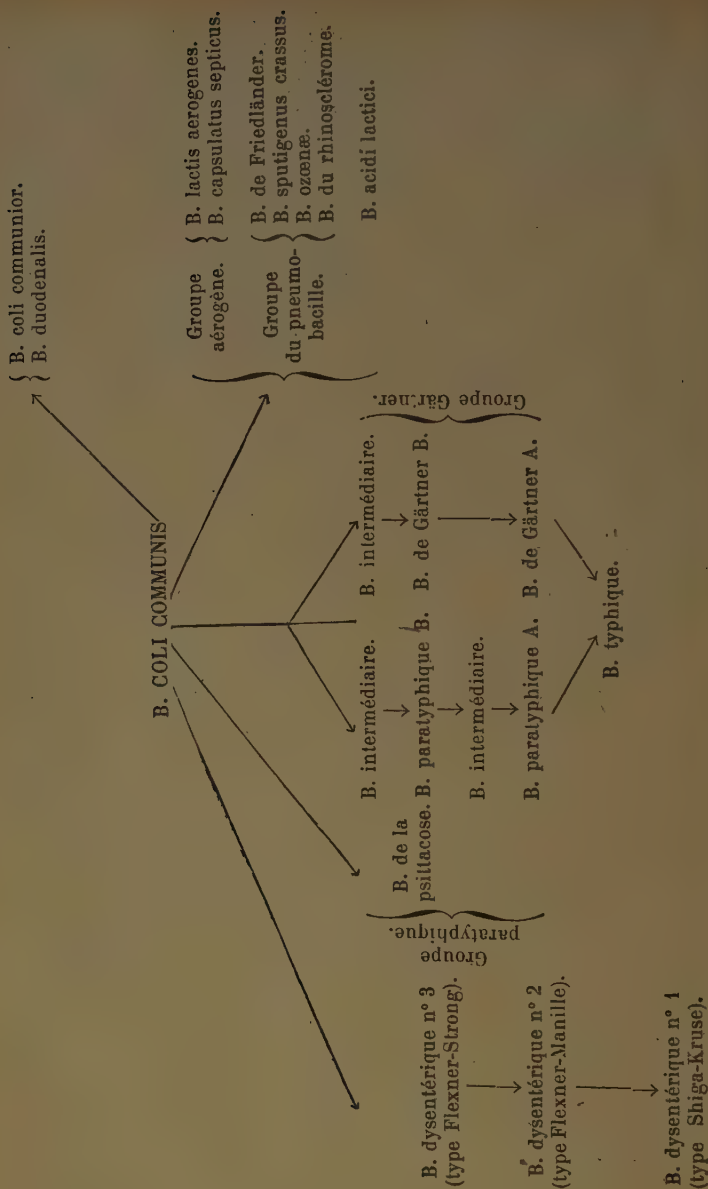 B. coli communior.
B. duodenalis.
B. COLI COMMUNIS
Groupe
aérogène.
B. lactis aerogenes.
B. capsulatus septicus.
Groupe
du pneumo-
bacille.
B. de Friedländer.
B. sputigenus crassus.
B. ozœnæ.
B. du rhinosclérome.
B. acidi lactici.
Groupe Gärtner.
B. intermédiaire.
B. de Gärtner B.
B. de Gärtner A.
B. intermédiaire.
B. paratyphique B.
B. intermédiaire.
B. paratyphique A.
B. typhique.
B. de la
psittacose.
Groupe
paratyphique.
B. dysentérique n° 3
(type Flexner-Strong).
B. dysentérique n° 2
(type Flexner-Manille).
B. dysentérique n° 1
(type Shiga-Kruse).